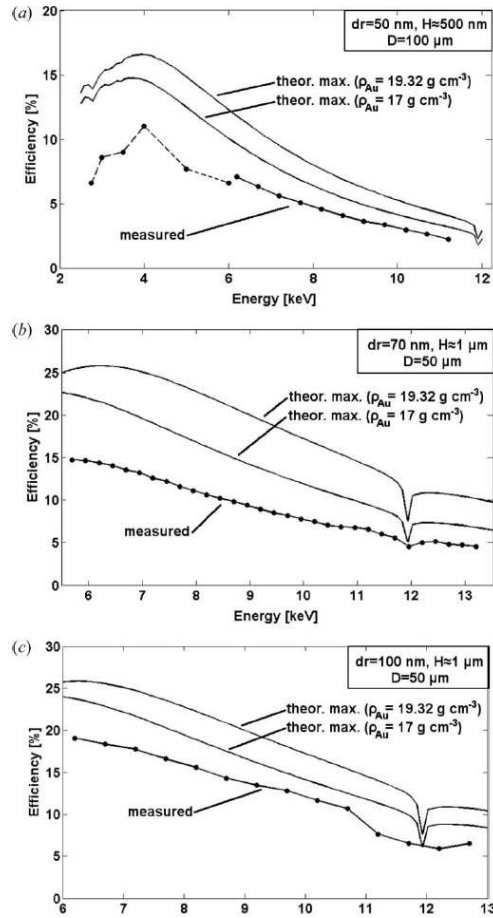 (a)
dr=50 nm, H≈500 nm
D=100 μm
20
15
10
5
0
Efficiency [%]
theor. max. (ρAu= 19.32 g cm-3)
theor. max. (ρAu= 17 g cm-3)
measured
2 4 6 8 10 12
Energy [keV]
(b)
dr=70 nm, H≈1 μm
D=50 μm
30
25
20
15
10
5
0
Efficiency [%]
theor. max. (ρAu= 19.32 g cm-3)
theor. max. (ρAu= 17 g cm-3)
measured
6 7 8 9 10 11 12 13
Energy [keV]
(c)
dr=100 nm, H≈1 μm
D=50 μm
30
25
20
15
10
5
0
Efficiency [%]
theor. max. (ρAu= 19.32 g cm-3)
theor. max. (ρAu= 17 g cm-3)
measured
6 7 8 9 10 11 12 13
Energy [keV]